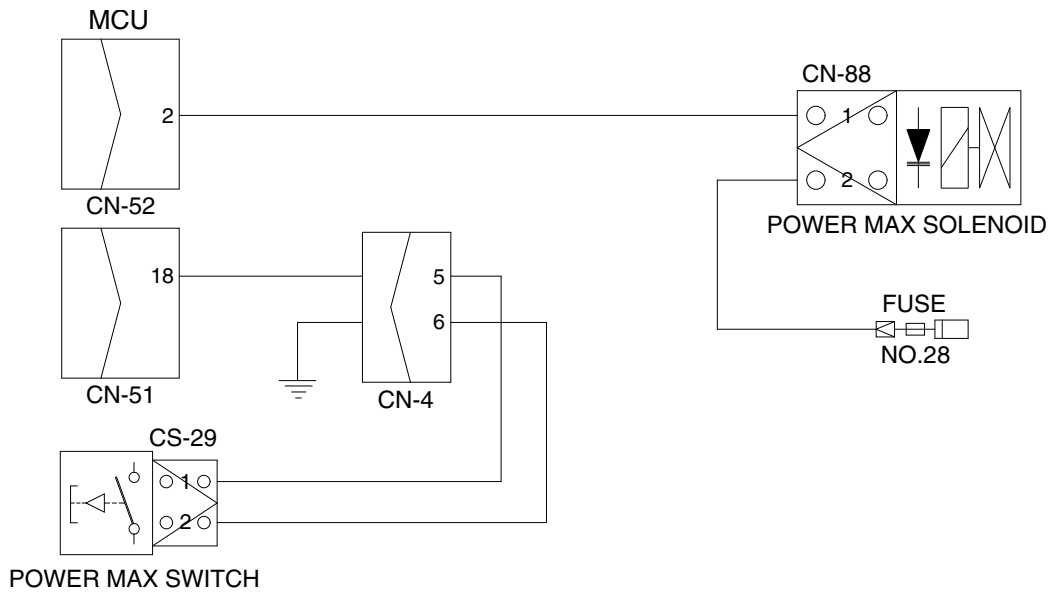 MCU
CN-88
2
1
2
CN-52
POWER MAX SOLENOID
18
5
6
FUSE
NO.28
CN-51
CN-4
CS-29
1
2
POWER MAX SWITCH